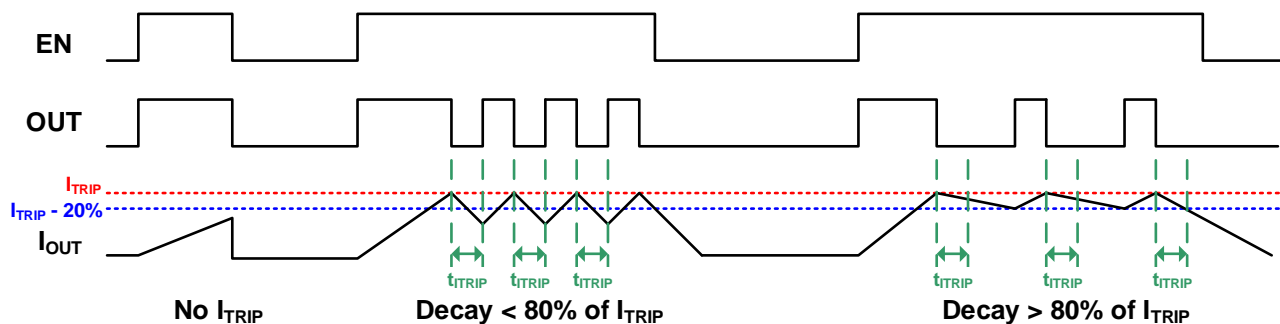 EN
OUT
ITRIP
ITRIP - 20%
IOUT
tITRIP tITRIP tITRIP tITRIP tITRIP tITRIP
No ITRIP Decay < 80% of ITRIP Decay > 80% of ITRIP